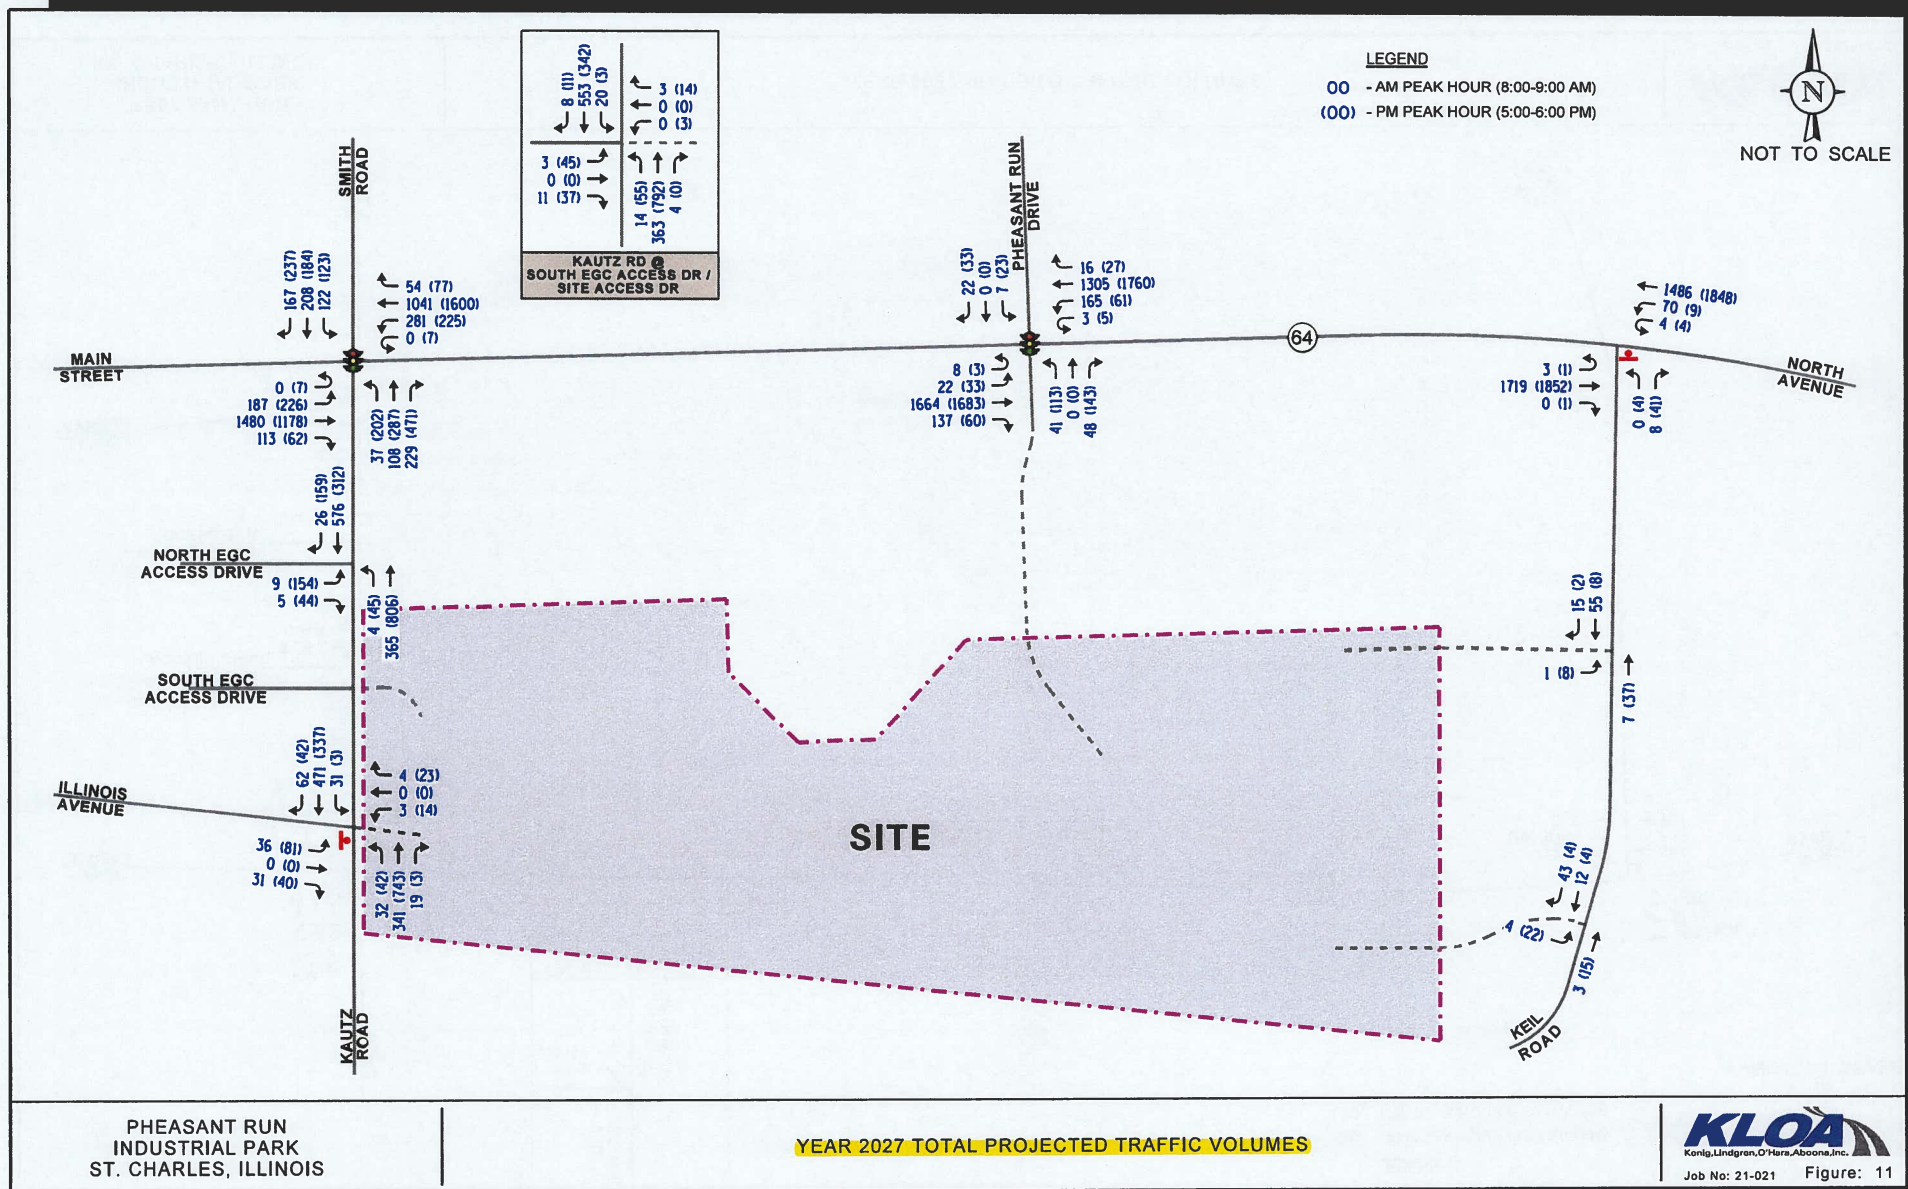 8 (11)
553 (342)
20 (3)
3 (14)
0 (0)
0 (3)
3 (45)
0 (0)
11 (37)
14 (55)
363 (792)
4 (0)
KAUTZ RD @
SOUTH EGC ACCESS DR /
SITE ACCESS DR
LEGEND
00 - AM PEAK HOUR (8:00-9:00 AM)
(00) - PM PEAK HOUR (5:00-6:00 PM)
N
NOT TO SCALE
SMITH
ROAD
167 (237)
208 (184)
122 (123)
54 (77)
1041 (1600)
281 (225)
0 (7)
MAIN
STREET
0 (7)
187 (226)
1480 (1178)
113 (62)
37 (202)
108 (287)
229 (471)
PHEASANT RUN
DRIVE
22 (33)
0 (0)
7 (23)
16 (27)
1305 (1760)
165 (61)
3 (5)
8 (3)
22 (33)
1664 (1683)
137 (60)
41 (113)
0 (0)
48 (143)
64
1486 (1848)
70 (9)
4 (4)
NORTH
AVENUE
3 (1)
1719 (1852)
0 (1)
0 (4)
8 (41)
26 (159)
576 (312)
NORTH EGC
ACCESS DRIVE
9 (154)
5 (44)
4 (45)
365 (806)
SOUTH EGC
ACCESS DRIVE
15 (2)
55 (8)
1 (8)
7 (37)
62 (42)
471 (337)
31 (3)
4 (23)
0 (0)
3 (14)
ILLINOIS
AVENUE
36 (81)
0 (0)
31 (40)
32 (42)
341 (743)
19 (3)
SITE
43 (4)
12 (4)
4 (22)
3 (15)
KEIL
ROAD
KAUTZ
ROAD
PHEASANT RUN
INDUSTRIAL PARK
ST. CHARLES, ILLINOIS
YEAR 2027 TOTAL PROJECTED TRAFFIC VOLUMES
KLOA
Konig,Lindgren,O'Hara,Aboona,Inc.
Job No: 21-021 Figure: 11